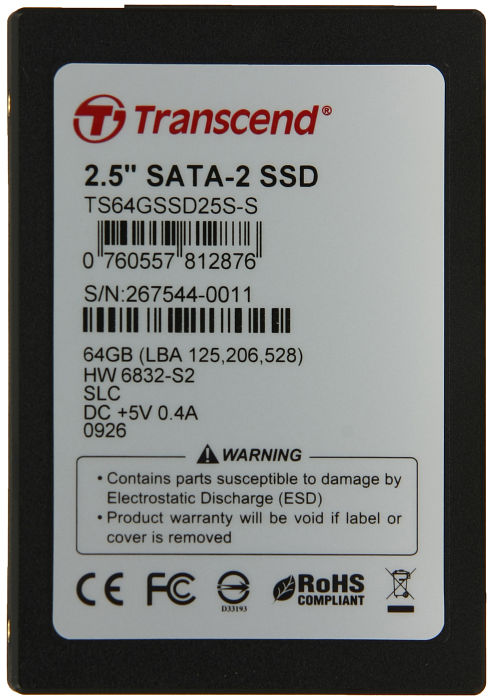 Transcend®
2.5" SATA-2 SSD
TS64GSSD25S-S
0 760557 812876
S/N:267544-0011
64GB (LBA 125,206,528)
HW 6832-S2
SLC
DC +5V 0.4A
0926
WARNING
• Contains parts susceptible to damage by
Electrostatic Discharge (ESD)
• Product warranty will be void if label or
cover is removed
CE FC D33193 RoHS
COMPLIANT